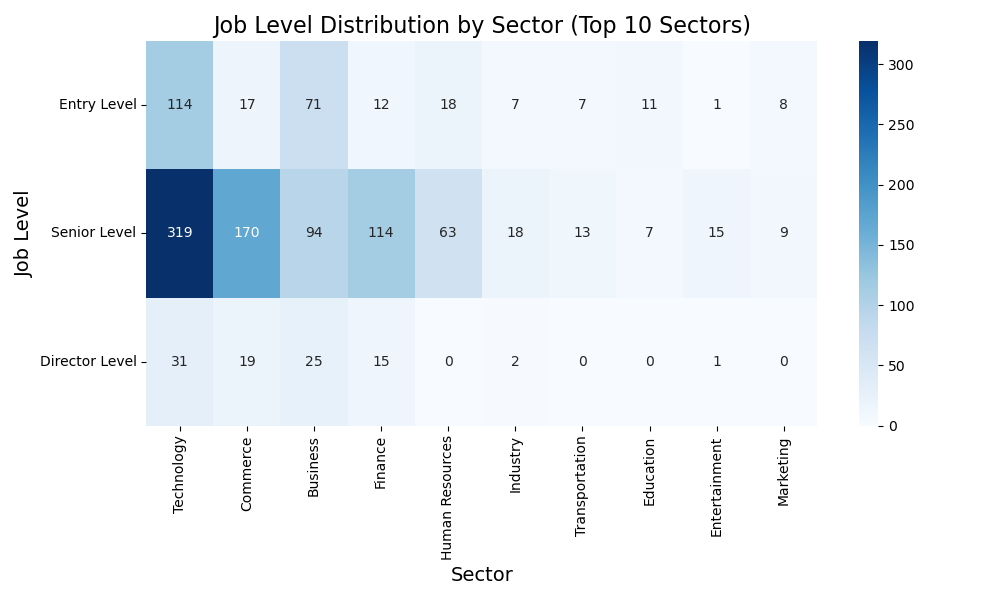 Job Level Distribution by Sector (Top 10 Sectors)
Job Level
Entry Level 114 17 71 12 18 7 7 11 1 8
Senior Level 319 170 94 114 63 18 13 7 15 9
Director Level 31 19 25 15 0 2 0 0 1 0
Technology
Commerce
Business
Finance
Human Resources
Industry
Transportation
Education
Entertainment
Marketing
Sector
300
250
200
150
100
50
0